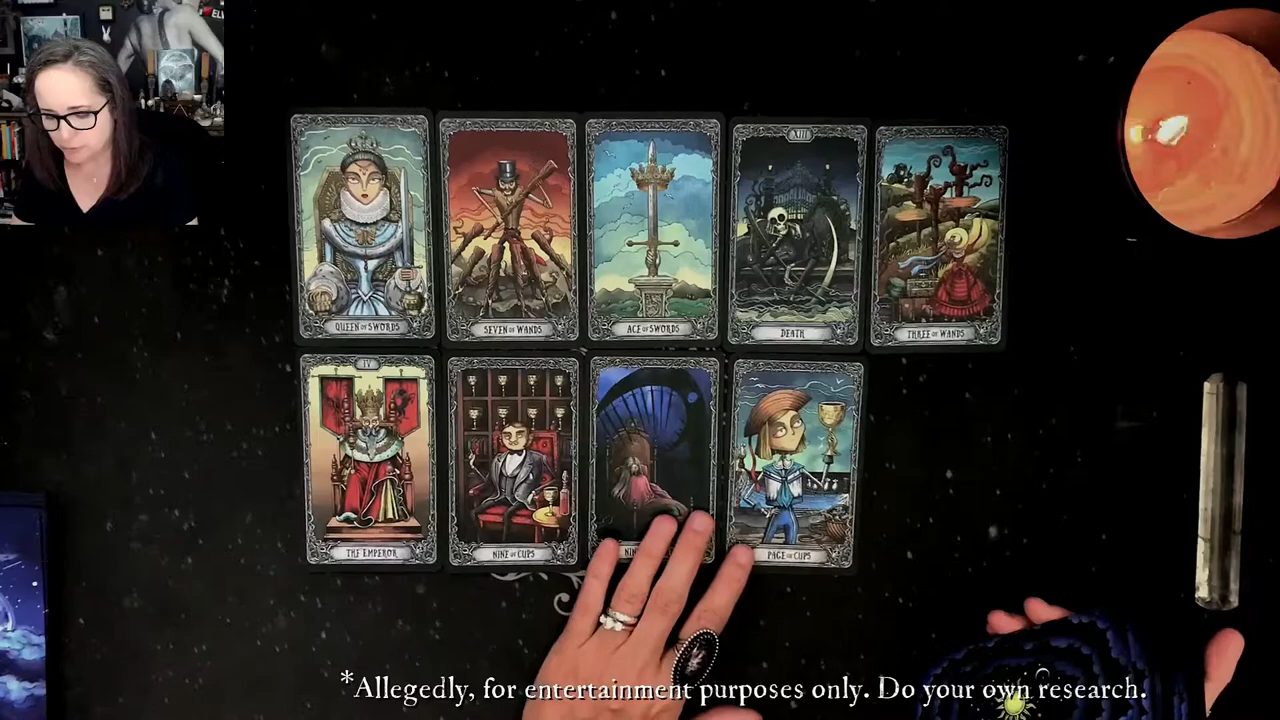 XIII
QUEEN OF SWORDS
SEVEN OF WANDS
ACE OF SWORDS
DEATH
THREE OF WANDS
IV
THE EMPEROR
NINE OF CUPS
NIN
PAGE OF CUPS
*Allegedly, for entertainment purposes only. Do your own research.